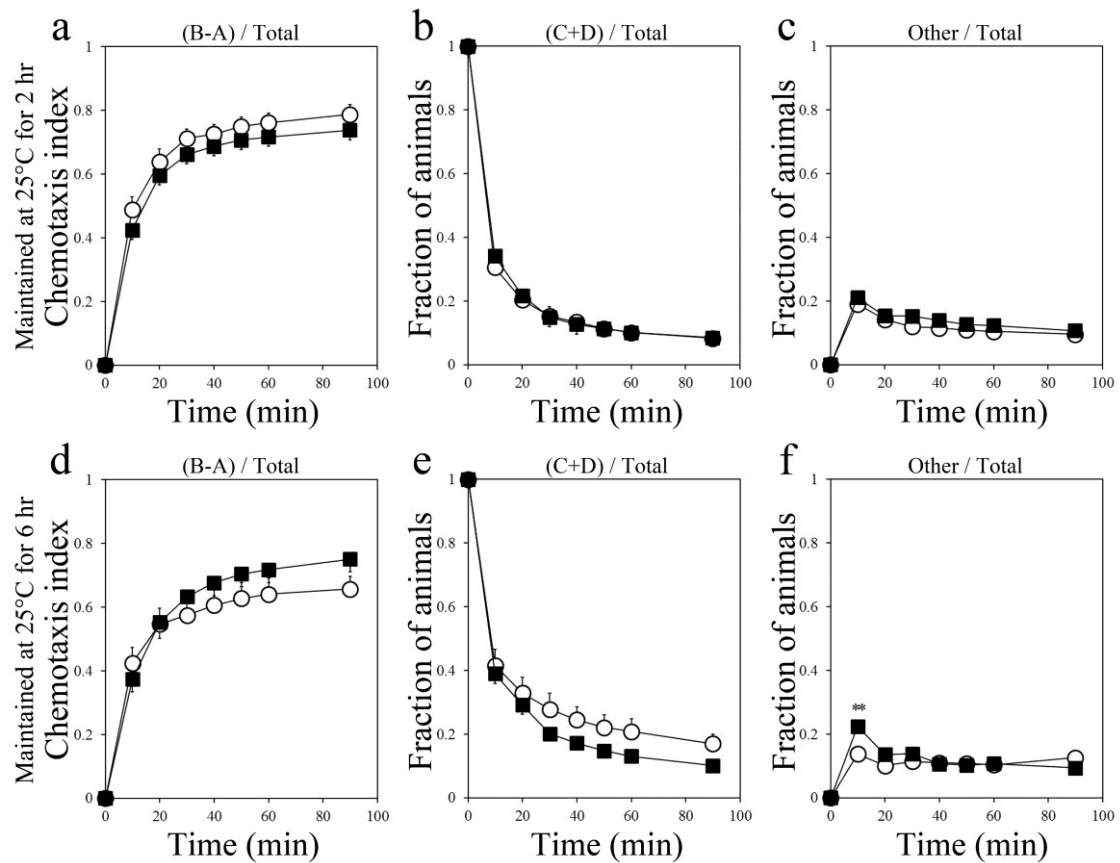 a
(B-A) / Total
Maintained at 25°C for 2 hr
Chemotaxis index
1
0.8
0.6
0.4
0.2
0
0 20 40 60 80 100
Time (min)
b
(C+D) / Total
Fraction of animals
1
0.8
0.6
0.4
0.2
0
0 20 40 60 80 100
Time (min)
c
Other / Total
Fraction of animals
1
0.8
0.6
0.4
0.2
0
0 20 40 60 80 100
Time (min)
d
(B-A) / Total
Maintained at 25°C for 6 hr
Chemotaxis index
1
0.8
0.6
0.4
0.2
0
0 20 40 60 80 100
Time (min)
e
(C+D) / Total
Fraction of animals
1
0.8
0.6
0.4
0.2
0
0 20 40 60 80 100
Time (min)
f
Other / Total
Fraction of animals
1
0.8
0.6
0.4
0.2
0
**
0 20 40 60 80 100
Time (min)